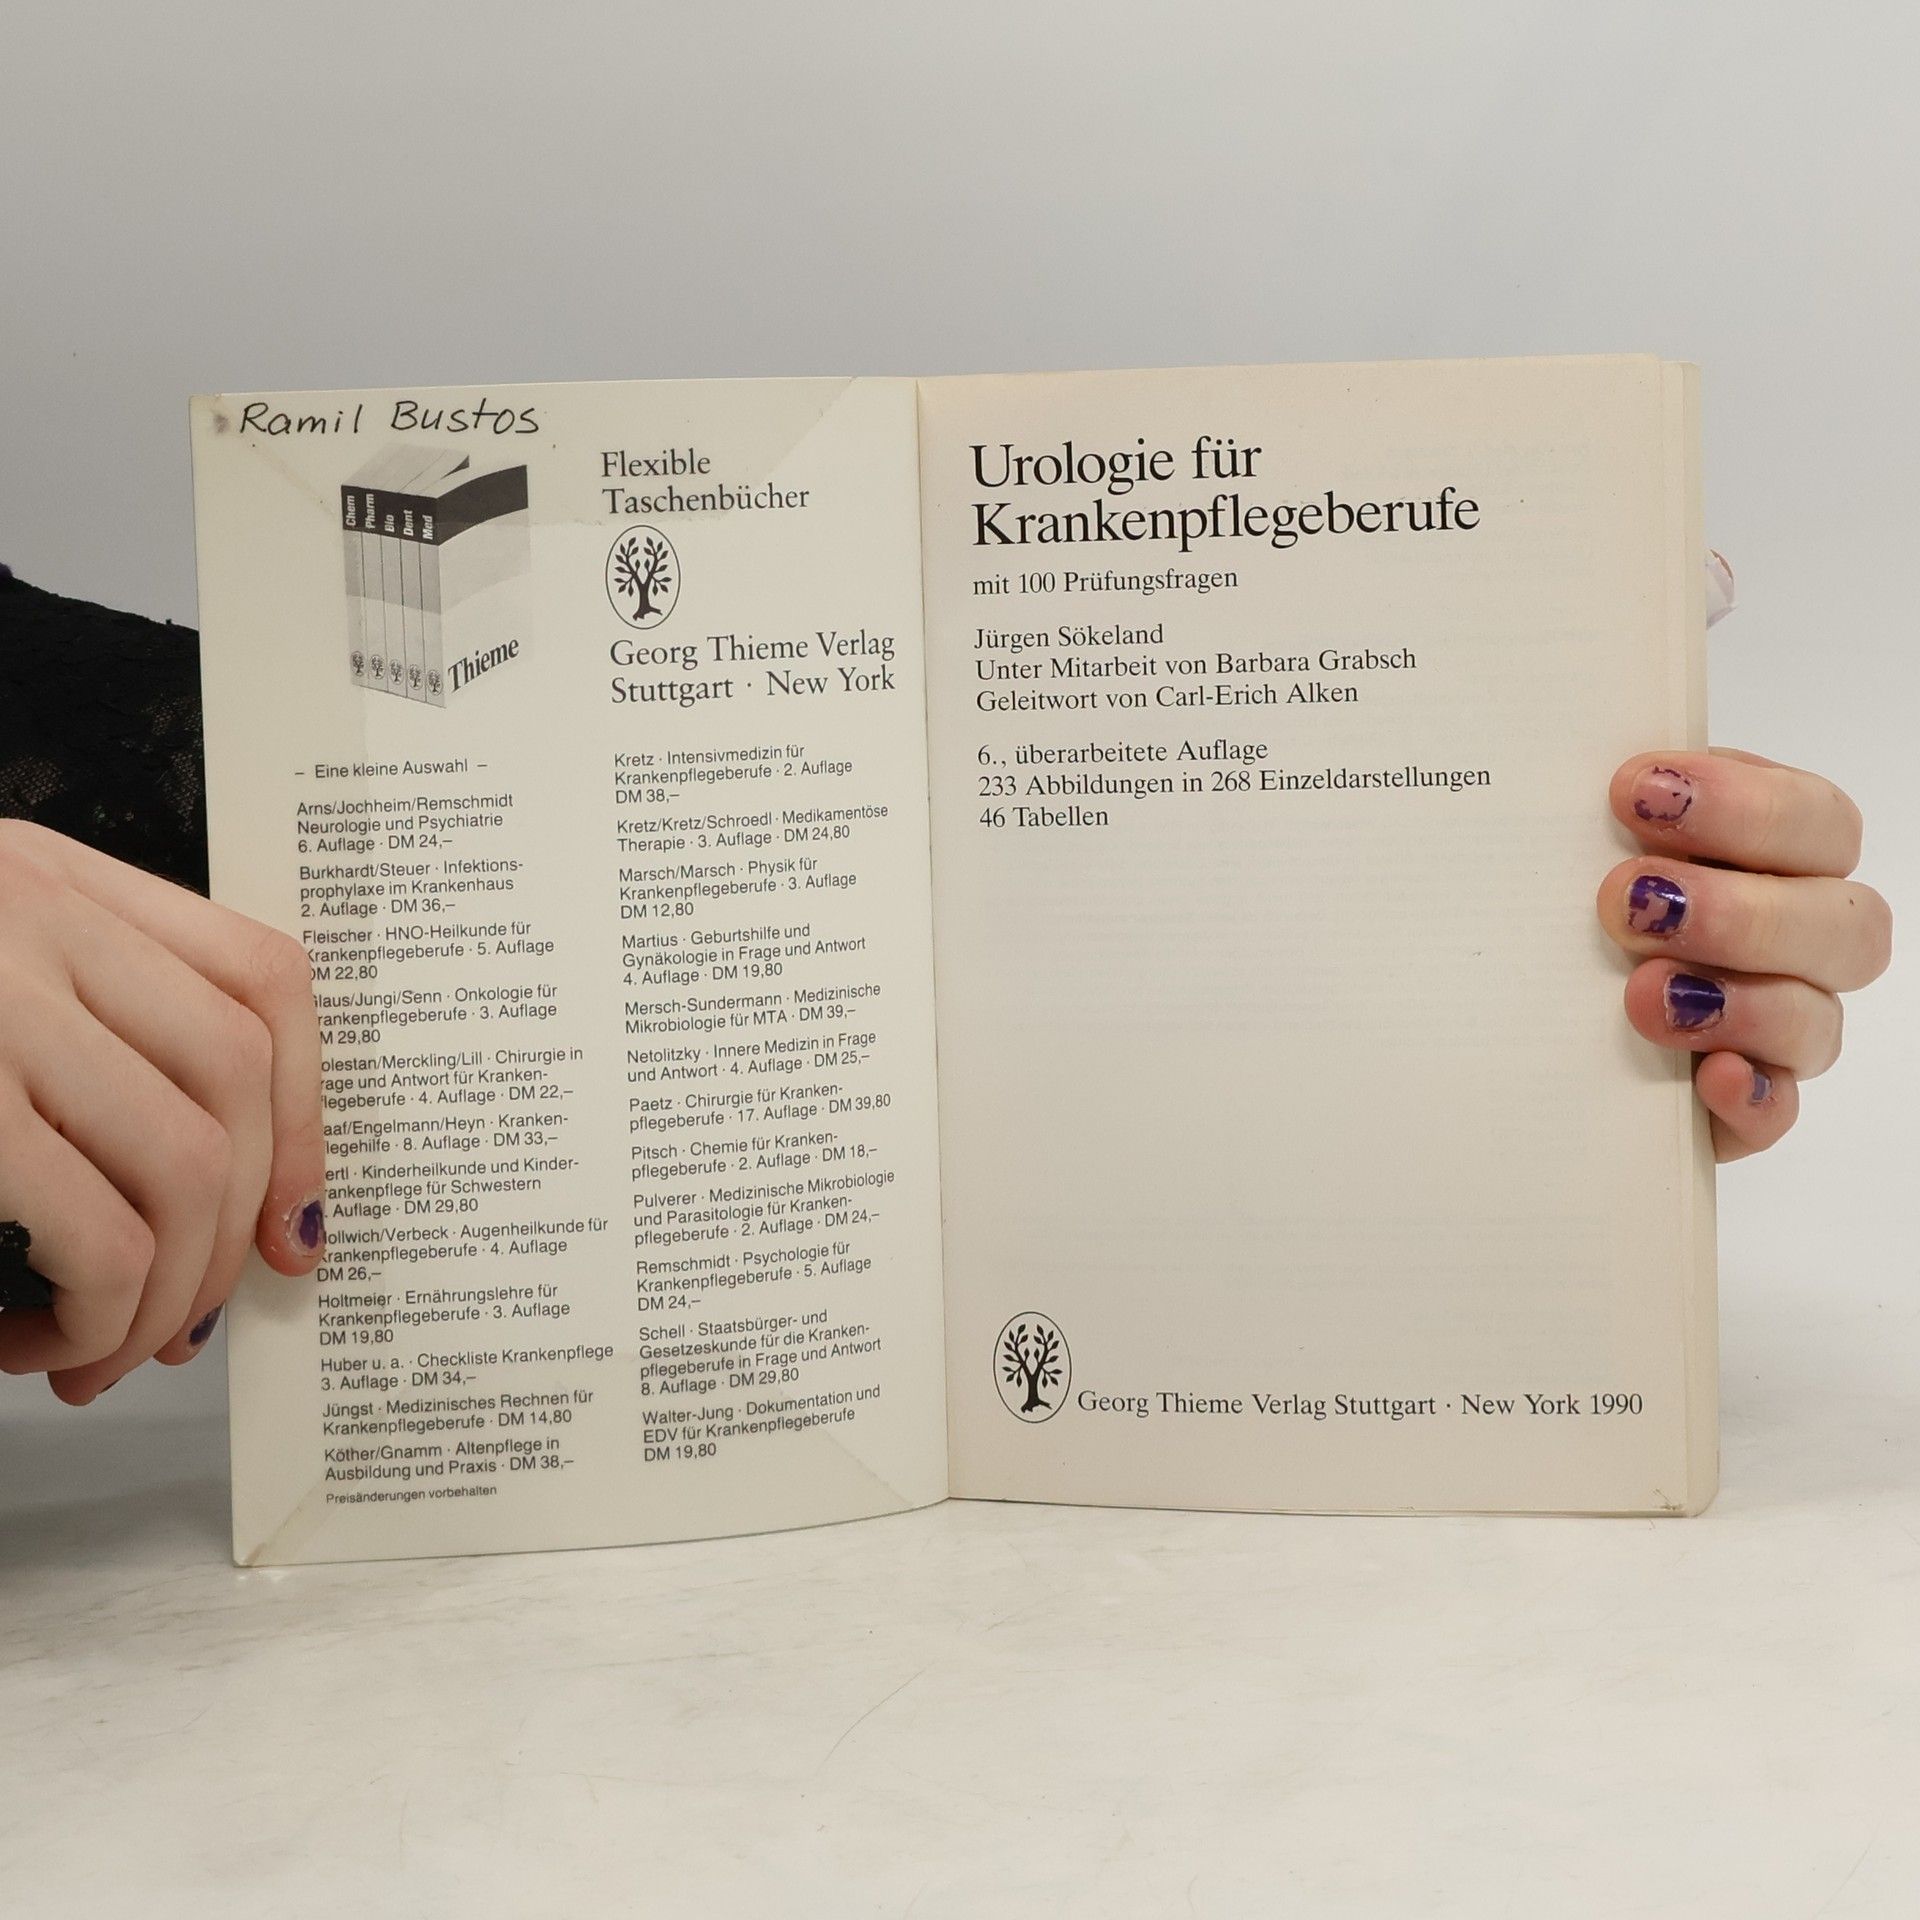 Ramil Bustos
Chem
Pharm
Bio
Dent
Med
Thieme
Flexible
Taschenbücher
Georg Thieme Verlag
Stuttgart · New York
– Eine kleine Auswahl –
Arns/Jochheim/Remschmidt
Neurologie und Psychiatrie
6. Auflage · DM 24,–
Burkhardt/Steuer · Infektions-
prophylaxe im Krankenhaus
2. Auflage · DM 36,–
Fleischer · HNO-Heilkunde für
Krankenpflegeberufe · 5. Auflage
DM 22,80
laus/Jungi/Senn · Onkologie für
rankenpflegeberufe · 3. Auflage
M 29,80
olestan/Merckling/Lill · Chirurgie in
rage und Antwort für Kranken-
legeberufe · 4. Auflage · DM 22,–
aaf/Engelmann/Heyn · Kranken-
legehilfe · 8. Auflage · DM 33,–
ertl · Kinderheilkunde und Kinder-
rankenpflege für Schwestern
. Auflage · DM 29,80
ollwich/Verbeck · Augenheilkunde für
Krankenpflegeberufe · 4. Auflage
DM 26,–
Holtmeier · Ernährungslehre für
Krankenpflegeberufe · 3. Auflage
DM 19,80
Huber u. a. · Checkliste Krankenpflege
3. Auflage · DM 34,–
Jüngst · Medizinisches Rechnen für
Krankenpflegeberufe · DM 14,80
Köther/Gnamm · Altenpflege in
Ausbildung und Praxis · DM 38,–
Preisänderungen vorbehalten
Kretz · Intensivmedizin für
Krankenpflegeberufe · 2. Auflage
DM 38,–
Kretz/Kretz/Schroedl · Medikamentöse
Therapie · 3. Auflage · DM 24,80
Marsch/Marsch · Physik für
Krankenpflegeberufe · 3. Auflage
DM 12,80
Martius · Geburtshilfe und
Gynäkologie in Frage und Antwort
4. Auflage · DM 19,80
Mersch-Sundermann · Medizinische
Mikrobiologie für MTA · DM 39,–
Netolitzky · Innere Medizin in Frage
und Antwort · 4. Auflage · DM 25,–
Paetz · Chirurgie für Kranken-
pflegeberufe · 17. Auflage · DM 39,80
Pitsch · Chemie für Kranken-
pflegeberufe · 2. Auflage · DM 18,–
Pulverer · Medizinische Mikrobiologie
und Parasitologie für Kranken-
pflegeberufe · 2. Auflage · DM 24,–
Remschmidt · Psychologie für
Krankenpflegeberufe · 5. Auflage
DM 24,–
Schell · Staatsbürger- und
Gesetzeskunde für die Kranken-
pflegeberufe in Frage und Antwort
8. Auflage · DM 29,80
Walter-Jung · Dokumentation und
EDV für Krankenpflegeberufe
DM 19,80
Urologie für
Krankenpflegeberufe
mit 100 Prüfungsfragen
Jürgen Sökeland
Unter Mitarbeit von Barbara Grabsch
Geleitwort von Carl-Erich Alken
6., überarbeitete Auflage
233 Abbildungen in 268 Einzeldarstellungen
46 Tabellen
Georg Thieme Verlag Stuttgart · New York 1990